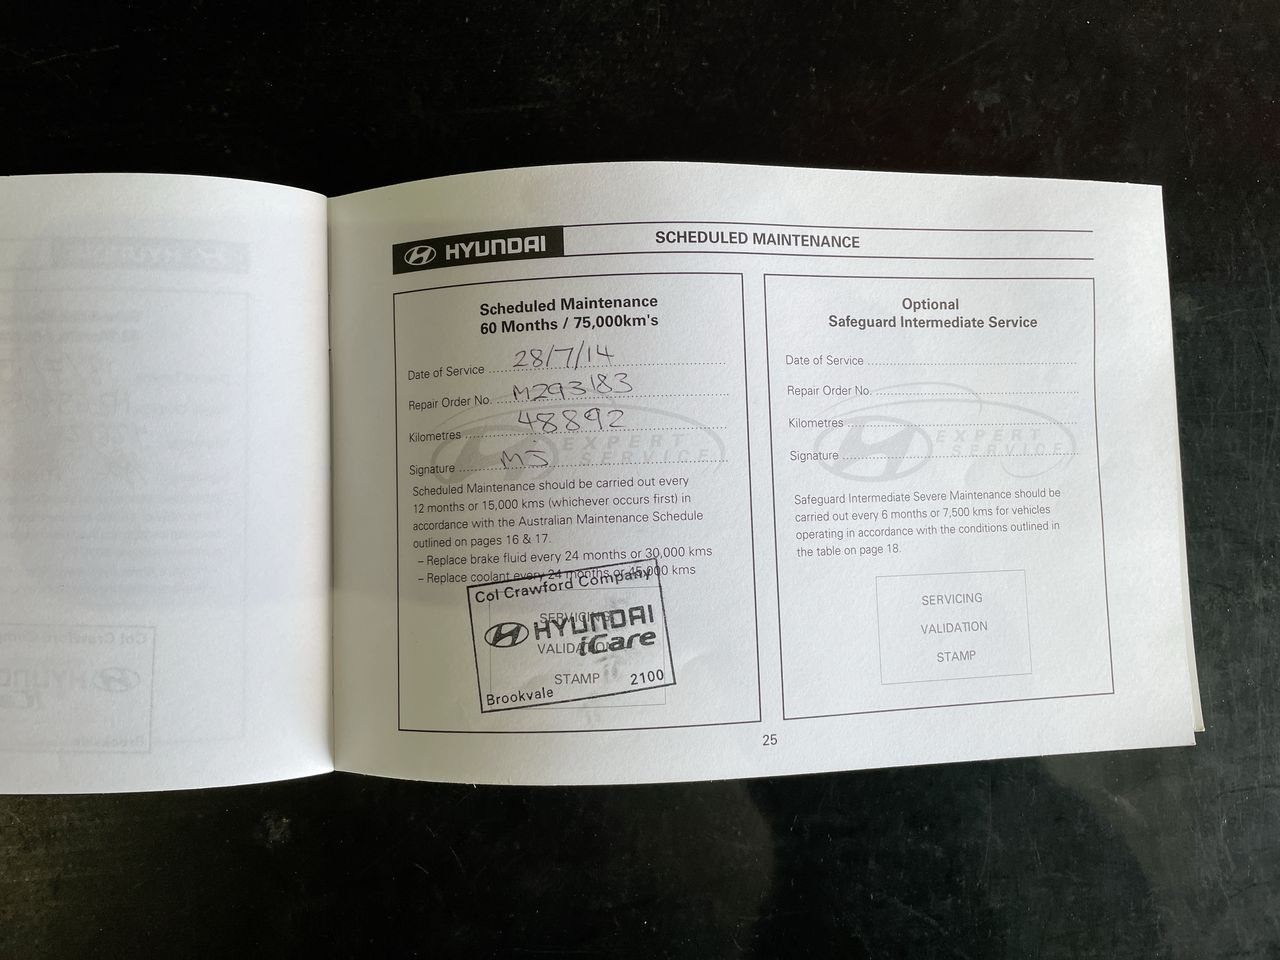 HYUNDAI
SCHEDULED MAINTENANCE
Scheduled Maintenance
60 Months / 75,000km's
Date of Service 28/7/14
Repair Order No. M293183
Kilometres 48892
Signature MJ
EXPERT
SERVICE
Scheduled Maintenance should be carried out every
12 months or 15,000 kms (whichever occurs first) in
accordance with the Australian Maintenance Schedule
outlined on pages 16 & 17.
– Replace brake fluid every 24 months or 30,000 kms
– Replace coolant every 24 months or 45,000 kms
SERVICING
VALIDATION
STAMP
Col Crawford Company
HYUNDAI
iCare
Brookvale 2100
Optional
Safeguard Intermediate Service
Date of Service
Repair Order No.
Kilometres
Signature
EXPERT
SERVICE
Safeguard Intermediate Severe Maintenance should be
carried out every 6 months or 7,500 kms for vehicles
operating in accordance with the conditions outlined in
the table on page 18.
SERVICING
VALIDATION
STAMP
25